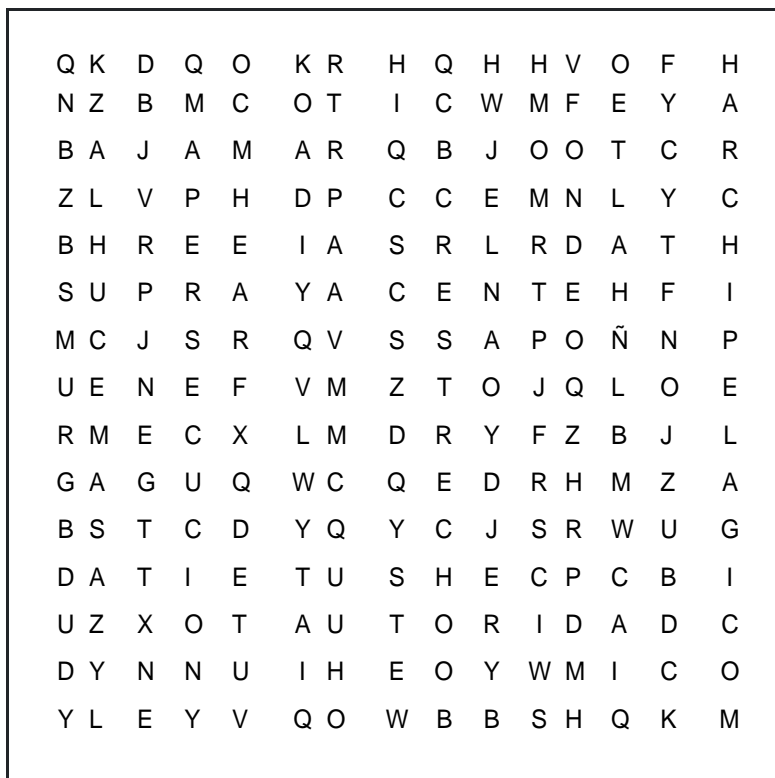 Q K D Q O K R H Q H H V O F H
N Z B M C O T I C W M F E Y A
B A J A M A R Q B J O O T C R
Z L V P H D P C C E M N L Y C
B H R E E I A S R L R D A T H
S U P R A Y A C E N T E H F I
M C J S R Q V S S A P O Ñ N P
U E N E F V M Z T O J Q L O E
R M E C X L M D R Y F Z B J L
G A G U Q W C Q E D R H M Z A
B S T C D Y Q Y C J S R W U G
D A T I E T U S H E C P C B I
U Z X O T A U T O R I D A D C
D Y N N U I H E O Y W M I C O
Y L E Y V Q O W B B S H Q K M